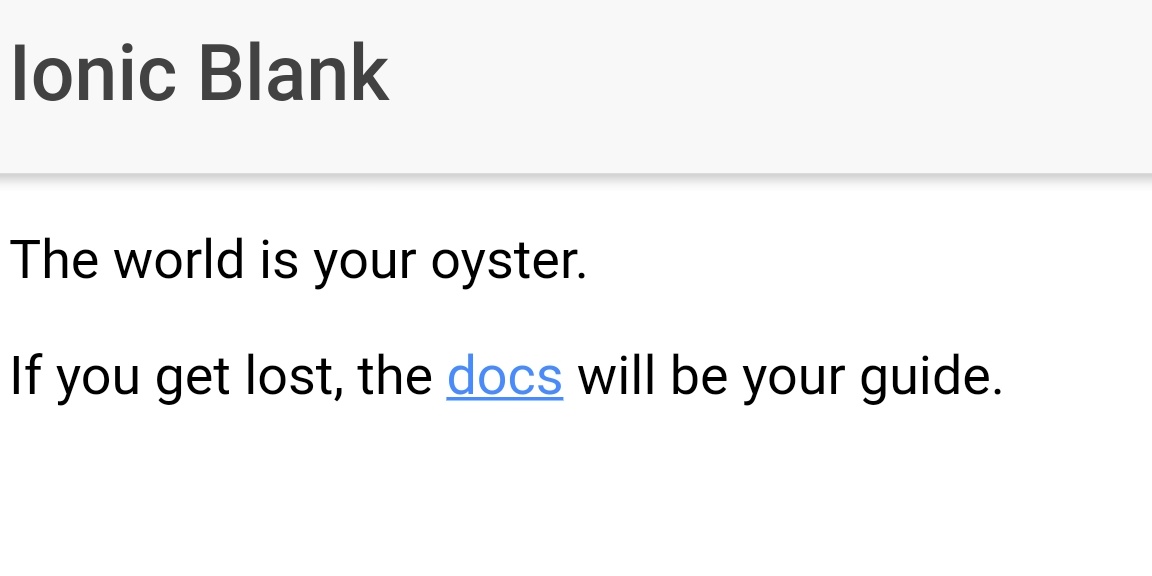 Ionic Blank
The world is your oyster.
If you get lost, the docs will be your guide.